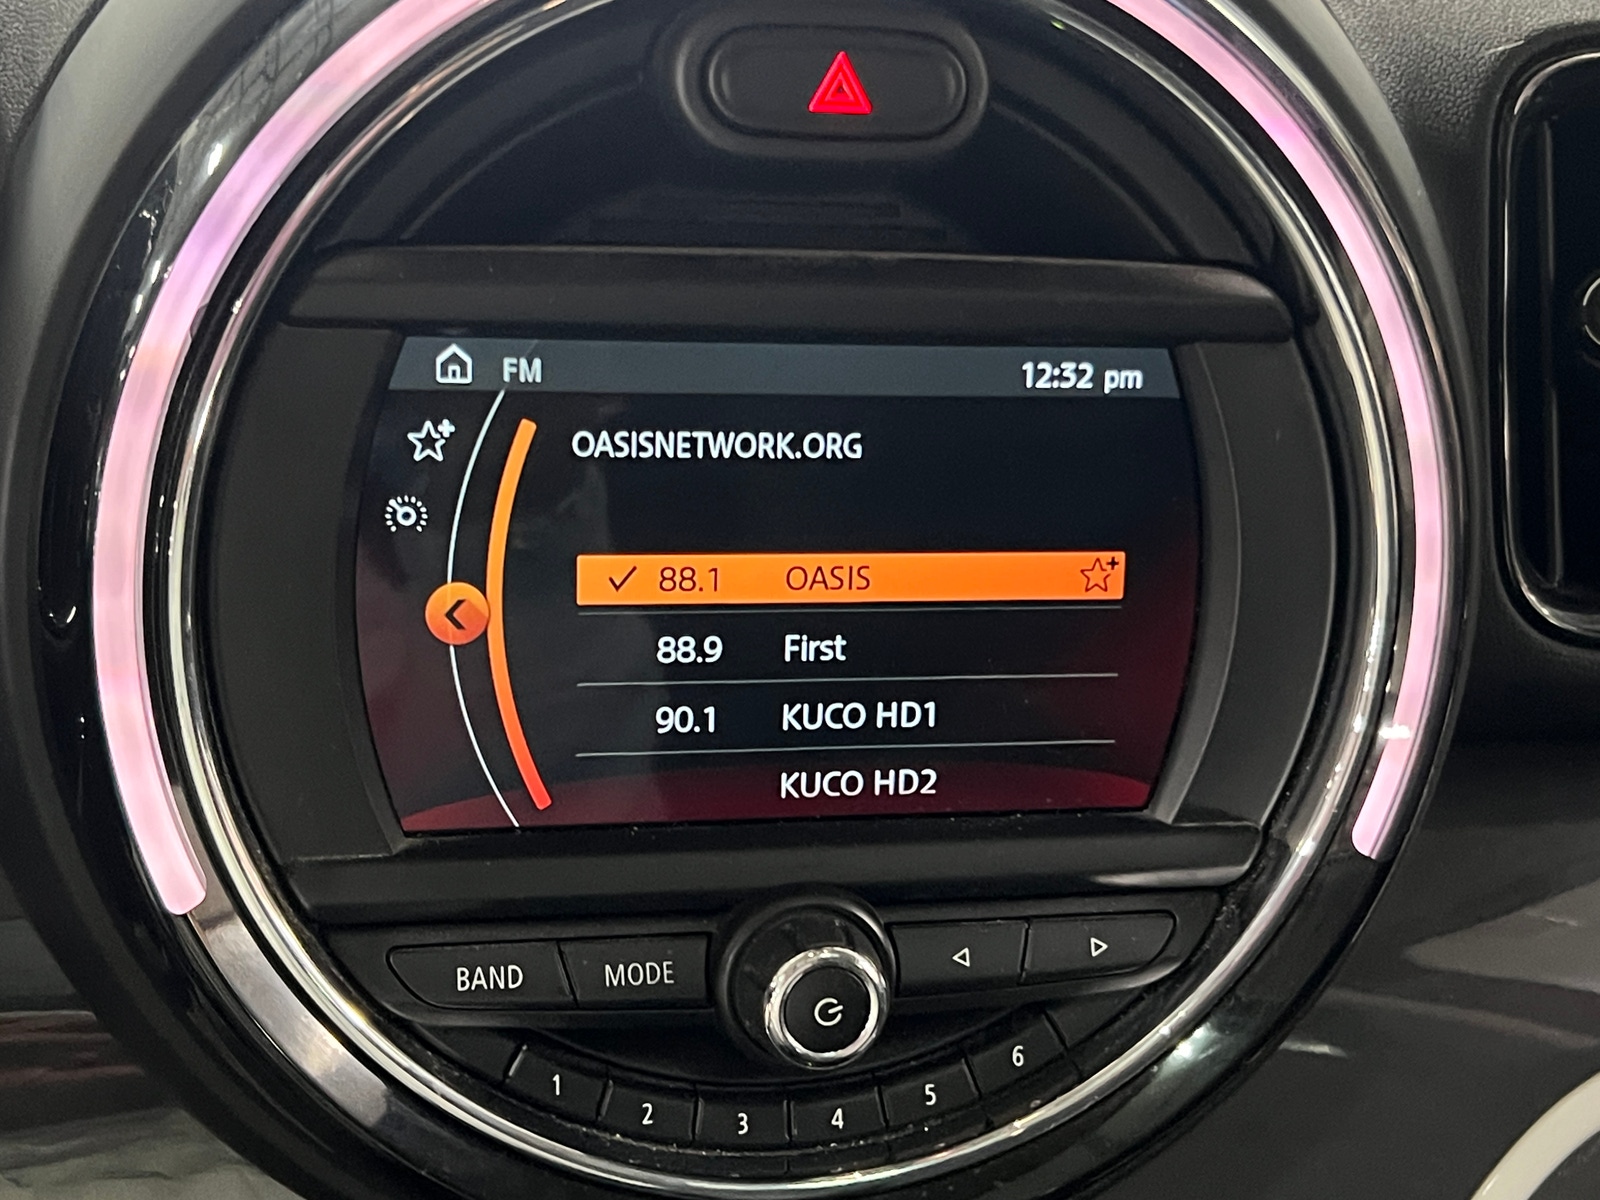 FM 12:32 pm
OASISNETWORK.ORG
88.1 OASIS
88.9 First
90.1 KUCO HD1
KUCO HD2
BAND MODE
1 2 3 4 5 6